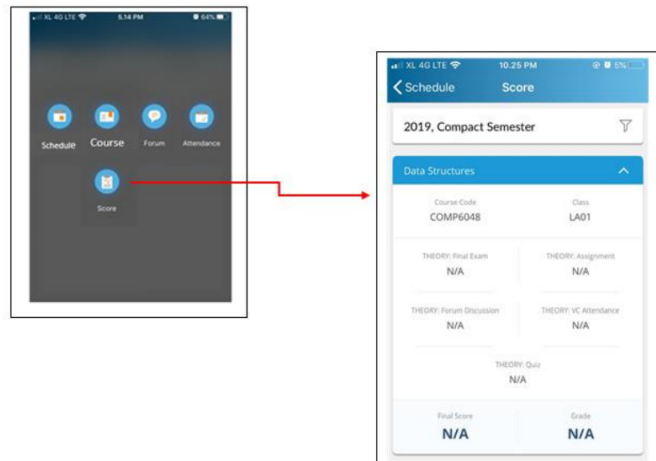 XL 4G LTE 5.14 PM 64%
Schedule Course Forum Attendance
Score
XL 4G LTE 10.25 PM 5%
Schedule Score
2019, Compact Semester
Data Structures
Course Code Class
COMP6048 LA01
THEORY: Final Exam THEORY: Assignment
N/A N/A
THEORY: Forum Discussion THEORY: VC Attendance
N/A N/A
THEORY: Quiz
N/A
Final Score Grade
N/A N/A